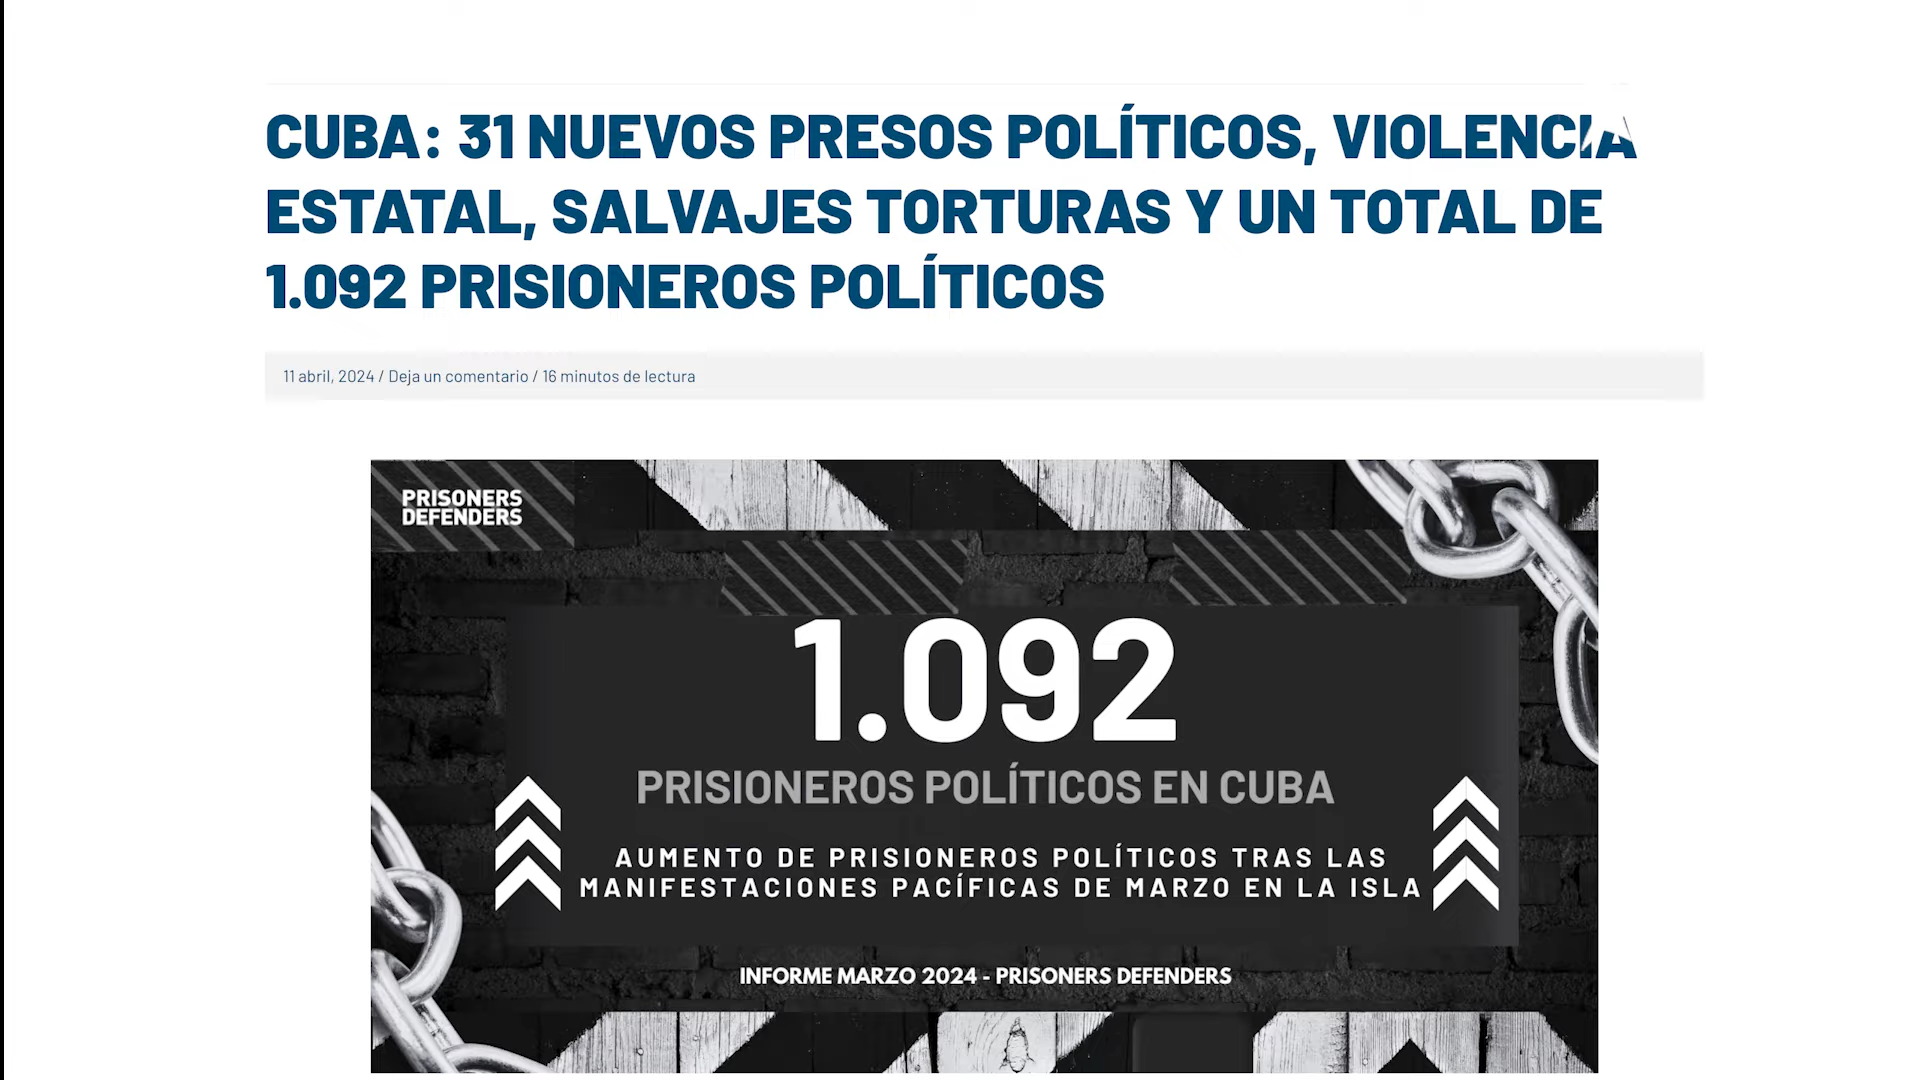 CUBA: 31 NUEVOS PRESOS POLÍTICOS, VIOLENCIA
ESTATAL, SALVAJES TORTURAS Y UN TOTAL DE
1.092 PRISIONEROS POLÍTICOS
11 abril, 2024 / Deja un comentario / 16 minutos de lectura
PRISONERS
DEFENDERS
1.092
PRISIONEROS POLÍTICOS EN CUBA
AUMENTO DE PRISIONEROS POLÍTICOS TRAS LAS
MANIFESTACIONES PACÍFICAS DE MARZO EN LA ISLA
INFORME MARZO 2024 - PRISONERS DEFENDERS